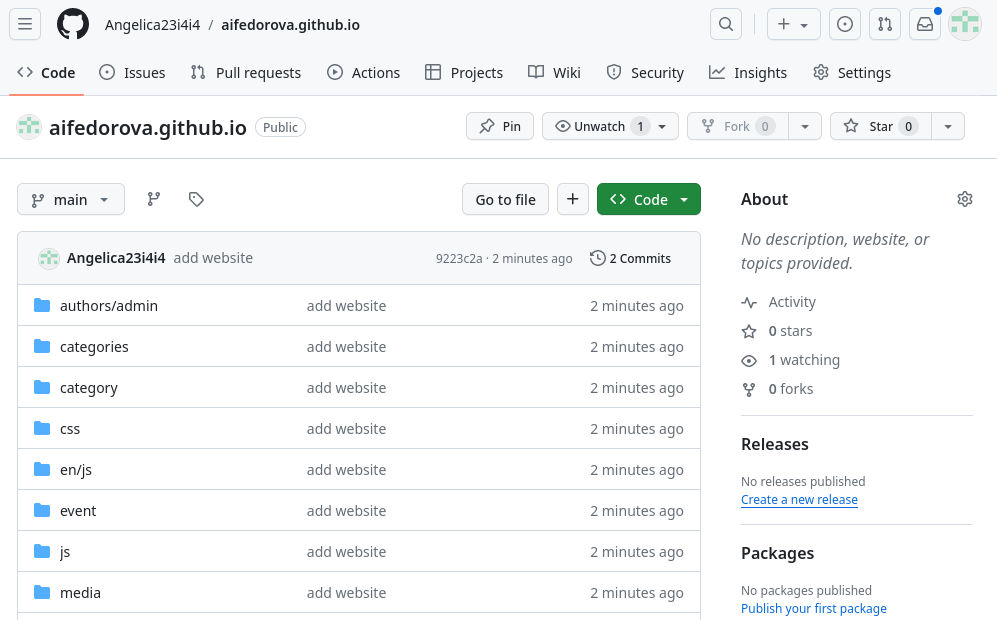 Angelica23i4i4 / aifedorova.github.io
Code Issues Pull requests Actions Projects Wiki Security Insights Settings
aifedorova.github.io Public Pin Unwatch 1 Fork 0 Star 0
main Go to file + Code
Angelica23i4i4 add website 9223c2a · 2 minutes ago 2 Commits
authors/admin add website 2 minutes ago
categories add website 2 minutes ago
category add website 2 minutes ago
css add website 2 minutes ago
en/js add website 2 minutes ago
event add website 2 minutes ago
js add website 2 minutes ago
media add website 2 minutes ago
About
No description, website, or
topics provided.
Activity
0 stars
1 watching
0 forks
Releases
No releases published
Create a new release
Packages
No packages published
Publish your first package